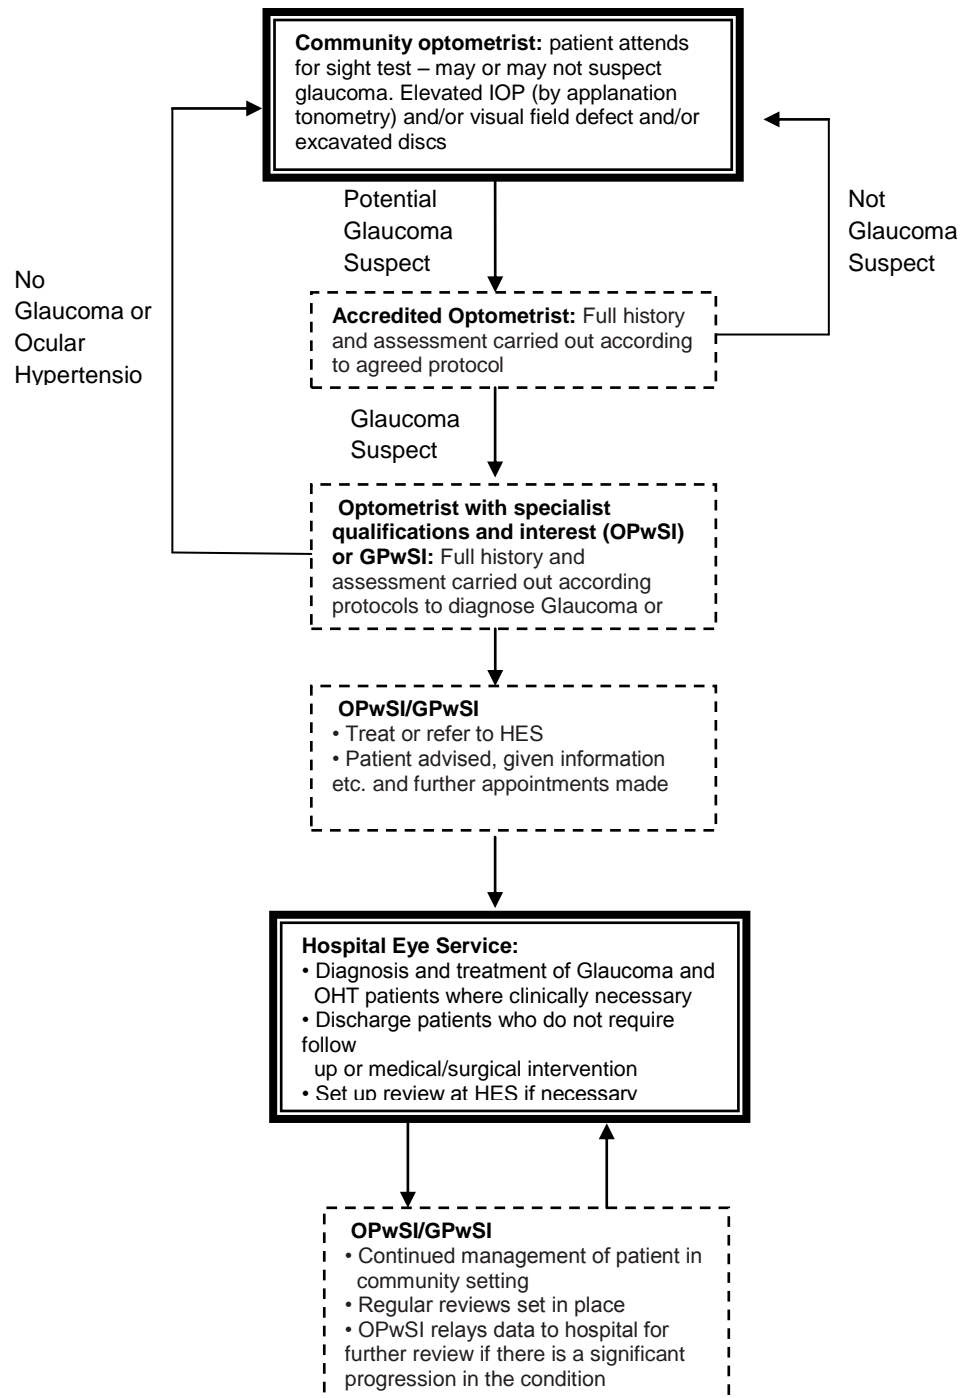 Community optometrist: patient attends
for sight test – may or may not suspect
glaucoma. Elevated IOP (by applanation
tonometry) and/or visual field defect and/or
excavated discs
Potential
Glaucoma
Suspect
Not
Glaucoma
Suspect
No
Glaucoma or
Ocular
Hypertensio
Accredited Optometrist: Full history
and assessment carried out according
to agreed protocol
Glaucoma
Suspect
Optometrist with specialist
qualifications and interest (OPwSI)
or GPwSI: Full history and
assessment carried out according
protocols to diagnose Glaucoma or
OPwSI/GPwSI
• Treat or refer to HES
• Patient advised, given information
etc. and further appointments made
Hospital Eye Service:
• Diagnosis and treatment of Glaucoma and
OHT patients where clinically necessary
• Discharge patients who do not require
follow
up or medical/surgical intervention
• Set up review at HES if necessary
OPwSI/GPwSI
• Continued management of patient in
community setting
• Regular reviews set in place
• OPwSI relays data to hospital for
further review if there is a significant
progression in the condition